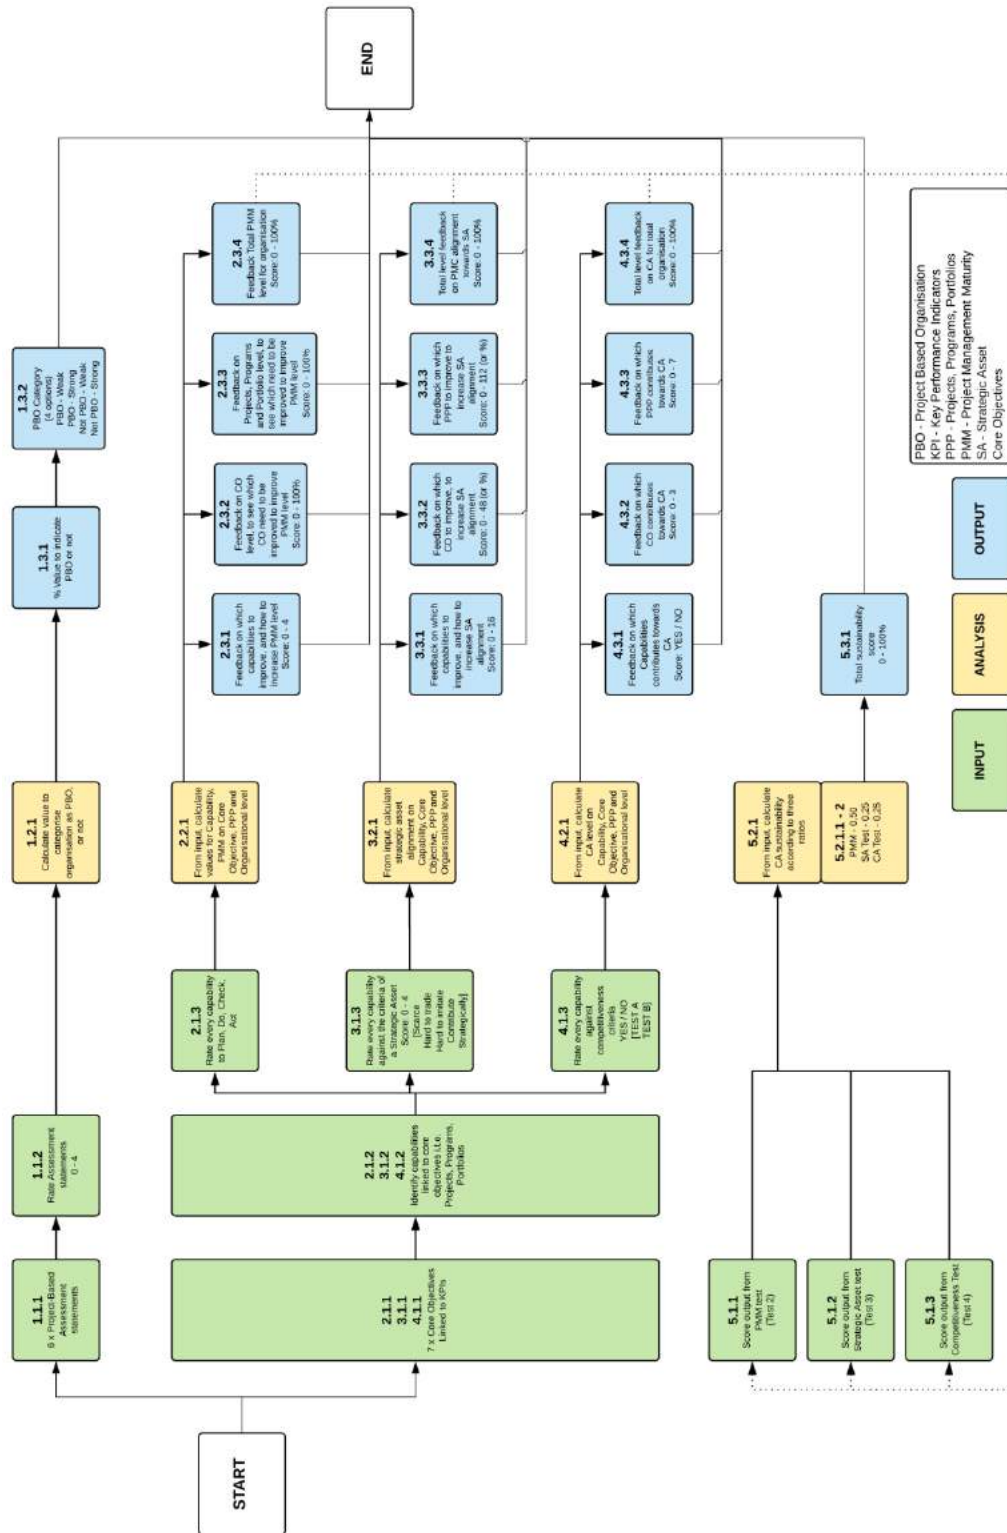 START
1.1.1
6 x Project-Based
Assessment
statements
1.1.2
Rate Assessment
statements
0 - 4
1.2.1
Calculate value to
categorise
organisation as PBO,
or not
1.3.1
% Value to indicate
PBO or not
1.3.2
PBO Category
(4 options)
PBO - Weak
PBO - Strong
Not PBO - Weak
Not PBO - Strong
END
2.1.1
3.1.1
4.1.1
7 x Core Objectives
Linked to KPIs
2.1.2
3.1.2
4.1.2
Identify capabilities
linked to core
objectives i.t.e.
Projects, Programs,
Portfolios
2.1.3
Rate every capability
to Plan, Do, Check,
Act
2.2.1
From input, calculate
values for Capability,
PMM on Core
Objective, PPP and
Organisational level
2.3.1
Feedback on which
capabilities to
improve, and how to
increase PMM level
Score: 0 - 4
2.3.2
Feedback on CO
level, to see which
CO need to be
improved to improve
PMM level
Score: 0 - 100%
2.3.3
Feedback on
Projects, Programs
and Portfolio level, to
see which need to be
improved to improve
PMM level
Score: 0 - 100%
2.3.4
Feedback Total PMM
level for organisation
Score: 0 - 100%
3.1.3
Rate every capability
against the criteria of
a Strategic Asset
Score: 0 - 4
[Scarce
Hard to trade
Hard to imitate
Contribute
Strategically]
3.2.1
From input, calculate
strategic asset
alignment on
Capability, Core
Objective, PPP and
Organisational level
3.3.1
Feedback on which
capabilities to
improve, and how to
increase SA
alignment
Score: 0 - 16
3.3.2
Feedback on which
CO to improve, to
increase SA
alignment
Score: 0 - 48 (or %)
3.3.3
Feedback on which
PPP to improve to
increase SA
alignment
Score: 0 - 112 (or %)
3.3.4
Total level feedback
on PMC alignment
towards SA
Score: 0 - 100%
4.1.3
Rate every capability
against
competitiveness
criteria
YES / NO
[TEST A
TEST B]
4.2.1
From input, calculate
CA level on
Capability, Core
Objective, PPP and
Organisational level
4.3.1
Feedback on which
Capabilities
contributes towards
CA
Score: YES / NO
4.3.2
Feedback on which
CO contributes
towards CA
Score: 0 - 3
4.3.3
Feedback on which
PPP contributes
towards CA
Score: 0 - 7
4.3.4
Total level feedback
on CA for total
organisation
Score: 0 - 100%
5.1.1
Score output from
PMM test
(Test 2)
5.1.2
Score output from
strategic Asset test
(Test 3)
5.1.3
Score output from
Competitiveness Test
(Test 4)
5.2.1
From input, calculate
CA sustainability
according to three
ratios
5.2.1.1 - 2
PMM - 0,50
SA Test - 0,25
CA Test - 0,25
5.3.1
Total sustainability
score
0 - 100%
INPUT
ANALYSIS
OUTPUT
PBO - Project Based Organisation
KPI - Key Performance Indicators
PPP - Projects, Programs, Portfolios
PMM - Project Management Maturity
SA - Strategic Asset
Core Objectives